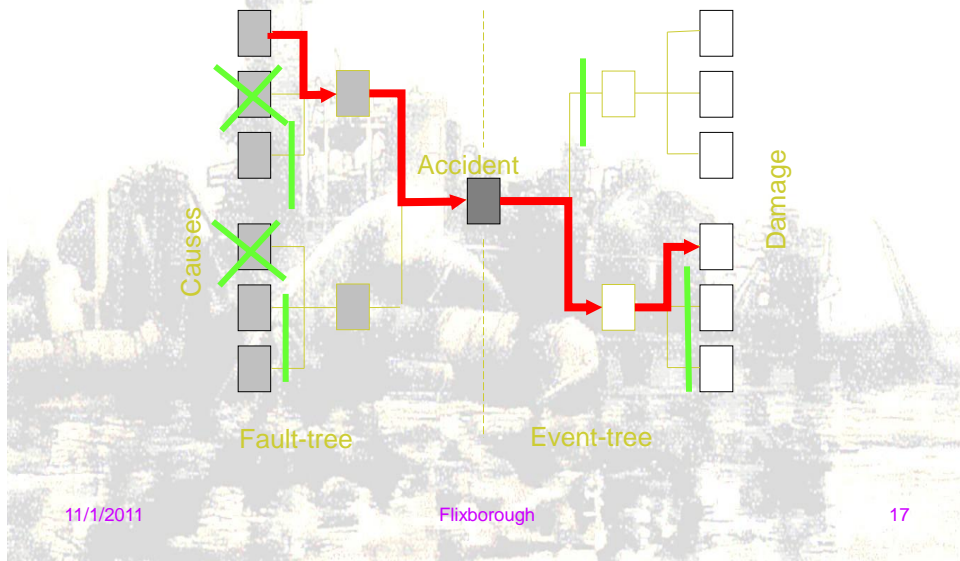 Accident
Causes
Damage
Fault-tree
Event-tree
11/1/2011
Flixborough
17